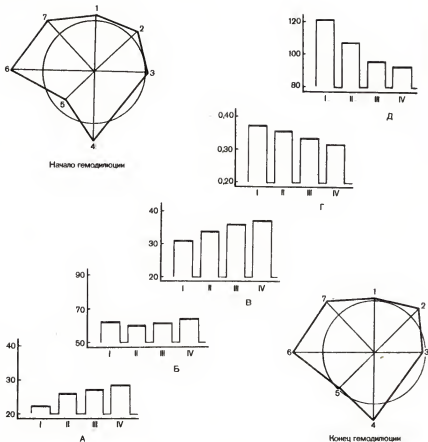 1
2
3
4
5
6
7
Начало гемодилюции
120
100
80
I
II
III
IV
Д
0,40
0,30
0,20
I
II
III
IV
Г
40
30
20
I
II
III
IV
В
90
70
50
I
II
III
IV
Б
40
30
20
I
II
III
IV
А
1
2
3
4
5
6
7
Конец гемодилюции